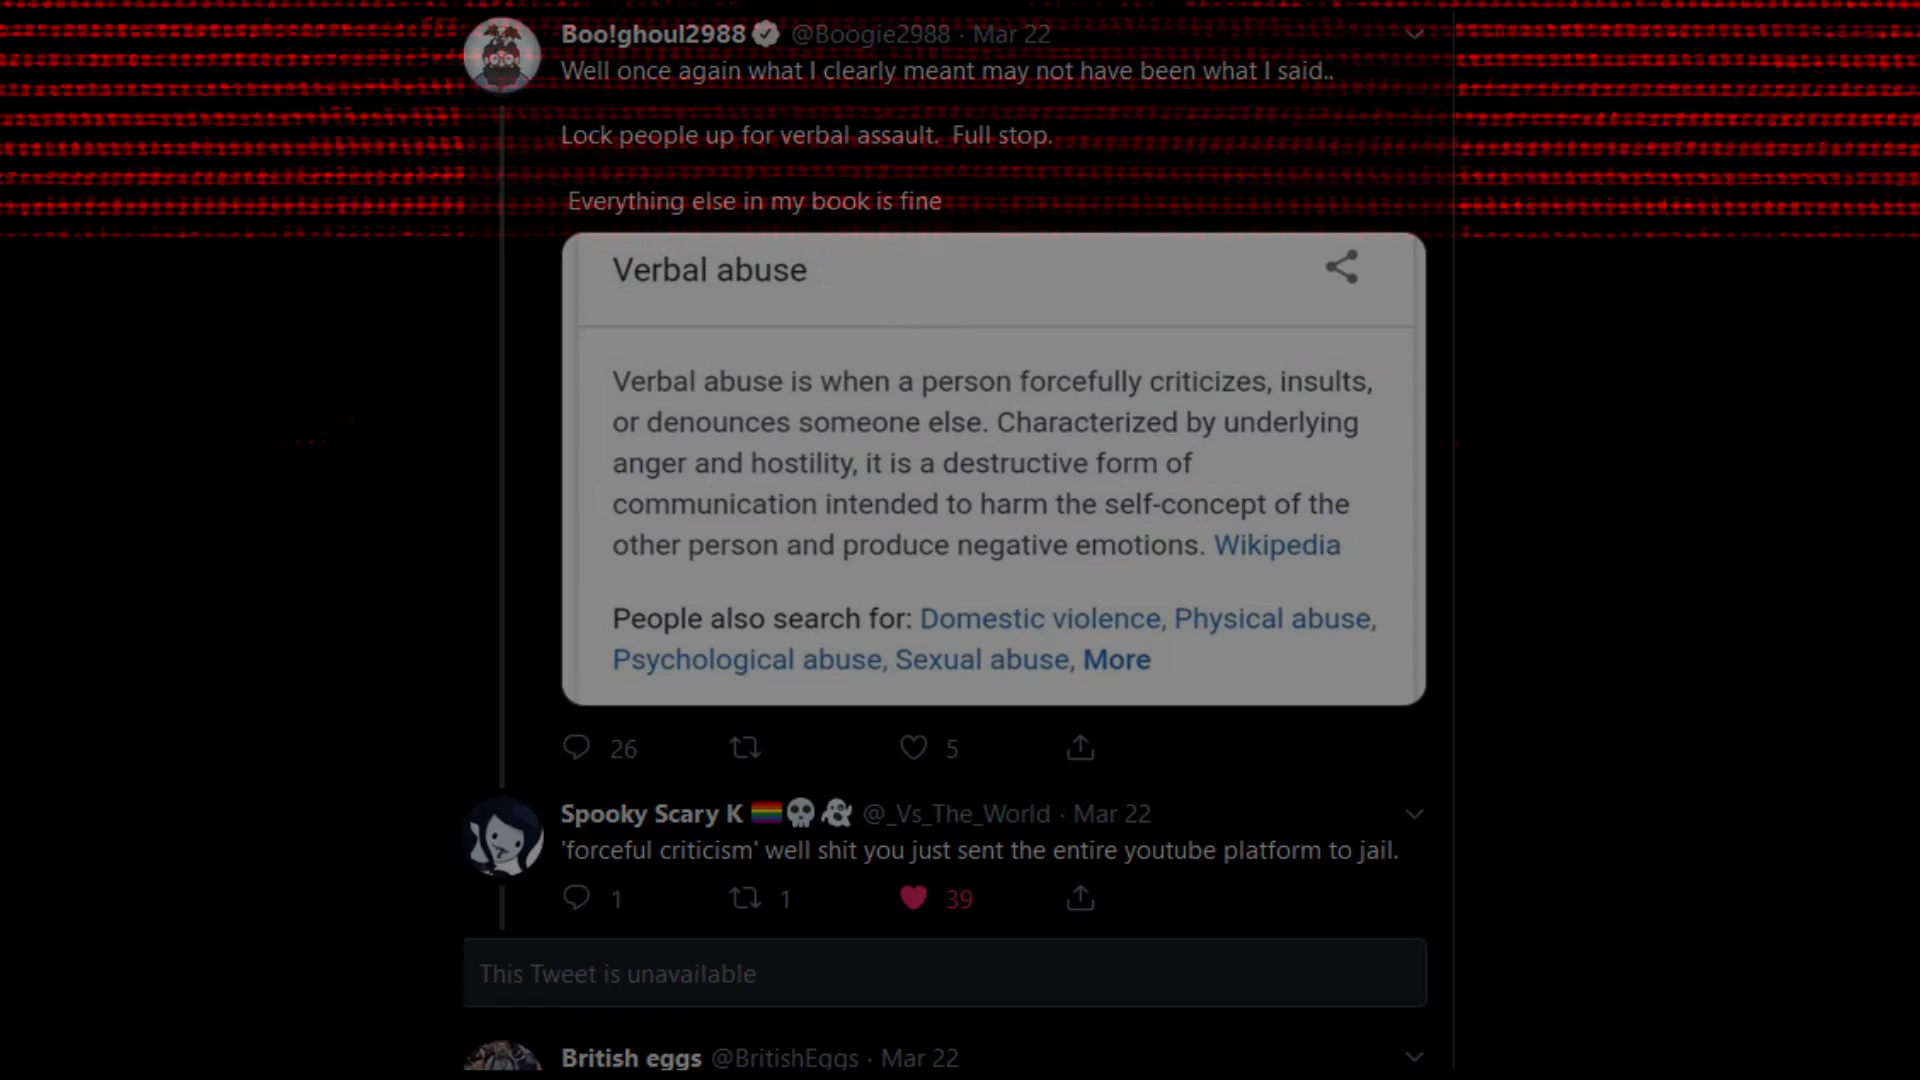 Boo!ghoul2988 @Boogie2988 · Mar 22
Well once again what I clearly meant may not have been what I said..
Lock people up for verbal assault. Full stop.
Everything else in my book is fine
Verbal abuse
Verbal abuse is when a person forcefully criticizes, insults,
or denounces someone else. Characterized by underlying
anger and hostility, it is a destructive form of
communication intended to harm the self-concept of the
other person and produce negative emotions. Wikipedia
People also search for: Domestic violence, Physical abuse,
Psychological abuse, Sexual abuse, More
26 5
Spooky Scary K 🏳️‍🌈💀👻 @_Vs_The_World · Mar 22
'forceful criticism' well shit you just sent the entire youtube platform to jail.
1 1 39
This Tweet is unavailable
British eggs @BritishEggs · Mar 22